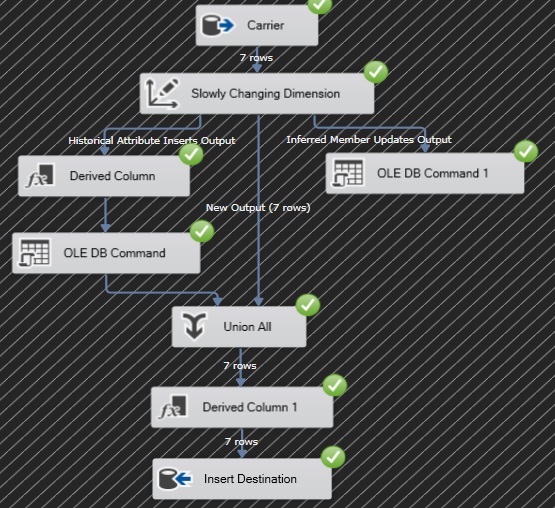 Carrier
7 rows
Slowly Changing Dimension
Historical Attribute Inserts Output
Inferred Member Updates Output
fx Derived Column
OLE DB Command 1
New Output (7 rows)
OLE DB Command
Union All
7 rows
fx Derived Column 1
7 rows
Insert Destination